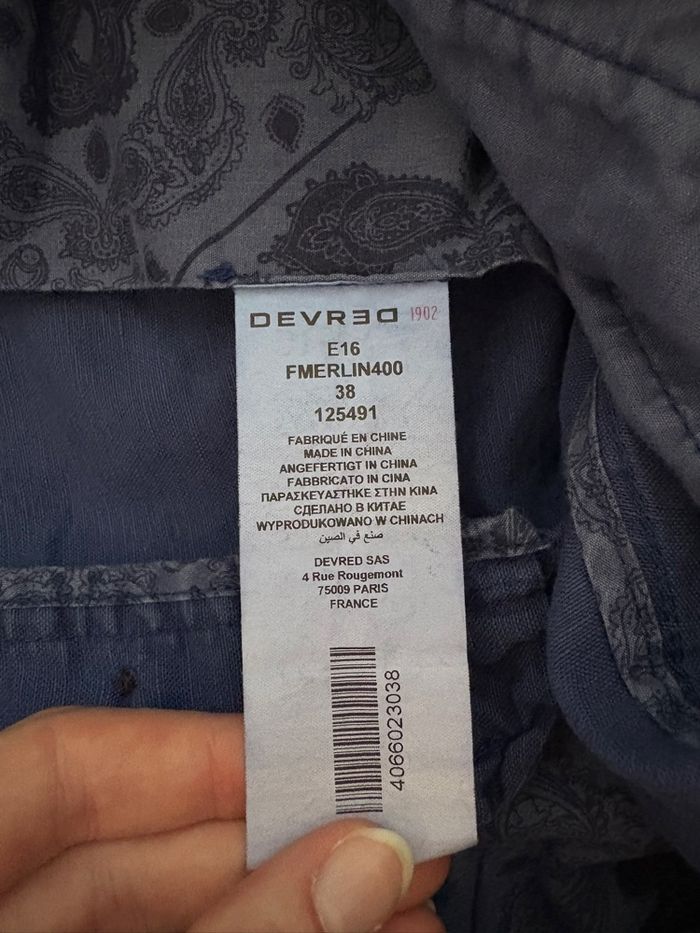 DEVRED 1902
E16
FMERLIN400
38
125491
FABRIQUÉ EN CHINE
MADE IN CHINA
ANGEFERTIGT IN CHINA
FABBRICATO IN CINA
ΠΑΡΑΣΚΕΥΑΣΤΗΚΕ ΣΤΗΝ ΚΙΝΑ
СДЕЛАНО В КИТАЕ
WYPRODUKOWANO W CHINACH
صنع في الصين
DEVRED SAS
4 Rue Rougemont
75009 PARIS
FRANCE
4066023038